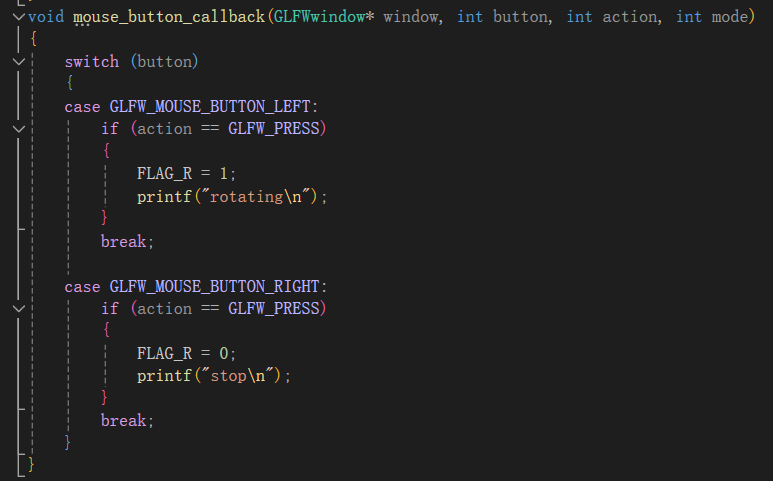 void mouse_button_callback(GLFWwindow* window, int button, int action, int mode)
{
switch (button)
{
case GLFW_MOUSE_BUTTON_LEFT:
if (action == GLFW_PRESS)
{
FLAG_R = 1;
printf("rotating\n");
}
break;
case GLFW_MOUSE_BUTTON_RIGHT:
if (action == GLFW_PRESS)
{
FLAG_R = 0;
printf("stop\n");
}
break;
}
}